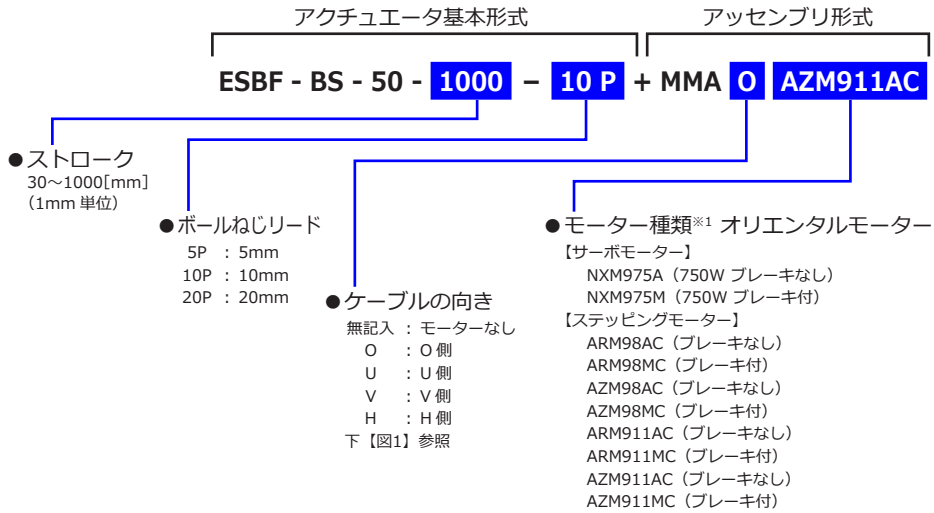 アクチュエータ基本形式
アッセンブリ形式
ESBF - BS - 50 - 1000 − 10 P + MMA O AZM911AC
●ストローク
30～1000[mm]
（1mm 単位）
●ボールねじリード
5P ：5mm
10P ：10mm
20P ：20mm
●ケーブルの向き
無記入 ：モーターなし
O ：O 側
U ：U 側
V ：V 側
H ：H 側
下【図1】参照
●モーター種類※1 オリエンタルモーター
【サーボモーター】
NXM975A（750W ブレーキなし）
NXM975M（750W ブレーキ付）
【ステッピングモーター】
ARM98AC（ブレーキなし）
ARM98MC（ブレーキ付）
AZM98AC（ブレーキなし）
AZM98MC（ブレーキ付）
ARM911AC（ブレーキなし）
ARM911MC（ブレーキ付）
AZM911AC（ブレーキなし）
AZM911MC（ブレーキ付）